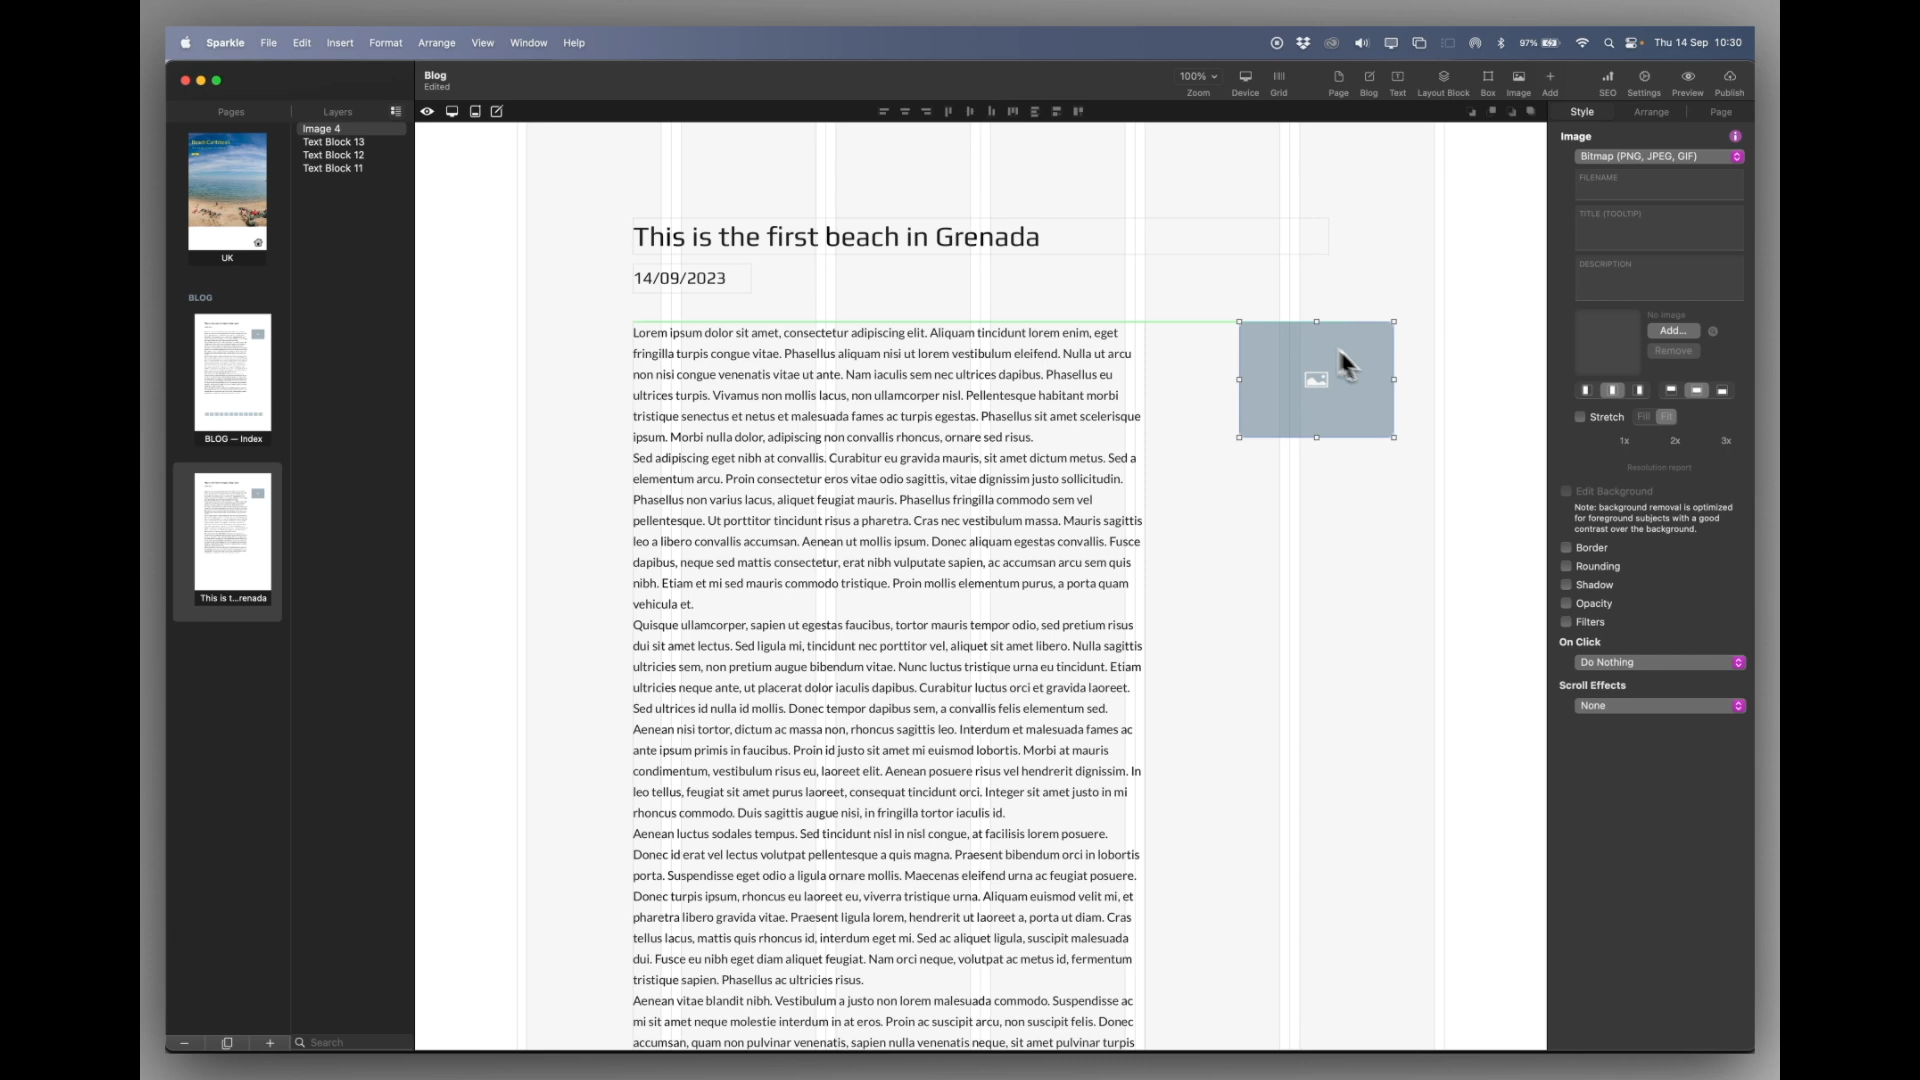 Sparkle File Edit Insert Format Arrange View Window Help
97% Thu 14 Sep 10:30
Blog
Edited
100%
Zoom Device Grid Page Blog Text Layout Block Box Image Add SEO Settings Preview Publish
Pages
Layers
Image 4
Text Block 13
Text Block 12
Text Block 11
Beach Caribbean
UK
BLOG
BLOG — Index
This is t...renada
Search
This is the first beach in Grenada
14/09/2023
Lorem ipsum dolor sit amet, consectetur adipiscing elit. Aliquam tincidunt lorem enim, eget
fringilla turpis congue vitae. Phasellus aliquam nisi ut lorem vestibulum eleifend. Nulla ut arcu
non nisi congue venenatis vitae ut ante. Nam iaculis sem nec ultrices dapibus. Phasellus eu
ultrices turpis. Vivamus non mollis lacus, non ullamcorper nisl. Pellentesque habitant morbi
tristique senectus et netus et malesuada fames ac turpis egestas. Phasellus sit amet scelerisque
ipsum. Morbi nulla dolor, adipiscing non convallis rhoncus, ornare sed risus.
Sed adipiscing eget nibh at convallis. Curabitur eu gravida mauris, sit amet dictum metus. Sed a
elementum arcu. Proin consectetur eros vitae odio sagittis, vitae dignissim justo sollicitudin.
Phasellus non varius lacus, aliquet feugiat mauris. Phasellus fringilla commodo sem vel
pellentesque. Ut porttitor tincidunt risus a pharetra. Cras nec vestibulum massa. Mauris sagittis
leo a libero convallis accumsan. Aenean ut mollis ipsum. Donec aliquam egestas convallis. Fusce
dapibus, neque sed mattis consectetur, erat nibh vulputate sapien, ac accumsan arcu sem quis
nibh. Etiam et mi sed mauris commodo tristique. Proin mollis elementum purus, a porta quam
vehicula et.
Quisque ullamcorper, sapien ut egestas faucibus, tortor mauris tempor odio, sed pretium risus
dui sit amet lectus. Sed ligula mi, tincidunt nec porttitor vel, aliquet sit amet libero. Nulla sagittis
ultricies sem, non pretium augue bibendum vitae. Nunc luctus tristique urna eu tincidunt. Etiam
ultricies neque ante, ut placerat dolor iaculis dapibus. Curabitur luctus orci et gravida laoreet.
Sed ultrices id nulla id mollis. Donec tempor dapibus sem, a convallis felis elementum sed.
Aenean nisi tortor, dictum ac massa non, rhoncus sagittis leo. Interdum et malesuada fames ac
ante ipsum primis in faucibus. Proin id justo sit amet mi euismod lobortis. Morbi at mauris
condimentum, vestibulum risus eu, laoreet elit. Aenean posuere risus vel hendrerit dignissim. In
leo tellus, feugiat sit amet purus laoreet, consequat tincidunt orci. Integer sit amet justo in mi
rhoncus commodo. Duis sagittis augue nisi, in fringilla tortor iaculis id.
Aenean luctus sodales tempus. Sed tincidunt nisl in nisl congue, at facilisis lorem posuere.
Donec id erat vel lectus volutpat pellentesque a quis magna. Praesent bibendum orci in lobortis
porta. Suspendisse eget odio a ligula ornare mollis. Maecenas eleifend urna ac feugiat posuere.
Donec turpis ipsum, rhoncus eu laoreet eu, viverra tristique urna. Aliquam euismod velit mi, et
pharetra libero gravida vitae. Praesent ligula lorem, hendrerit ut laoreet a, porta ut diam. Cras
tellus lacus, mattis quis rhoncus id, interdum eget mi. Sed ac aliquet ligula, suscipit malesuada
dui. Fusce eu nibh eget diam aliquet feugiat. Nam orci neque, volutpat ac metus id, fermentum
tristique sapien. Phasellus ac ultricies risus.
Aenean vitae blandit nibh. Vestibulum a justo non lorem malesuada commodo. Suspendisse ac
mi sit amet neque molestie interdum in at eros. Proin ac suscipit arcu, non suscipit felis. Donec
accumsan, quam non pulvinar venenatis, sapien nulla venenatis neque, sit amet pulvinar turpis
Style Arrange Page
Image
Bitmap (PNG, JPEG, GIF)
FILENAME
TITLE (TOOLTIP)
DESCRIPTION
No image
Add...
Remove
Stretch Fill Fit
1x 2x 3x
Resolution report
Edit Background
Note: background removal is optimized
for foreground subjects with a good
contrast over the background.
Border
Rounding
Shadow
Opacity
Filters
On Click
Do Nothing
Scroll Effects
None